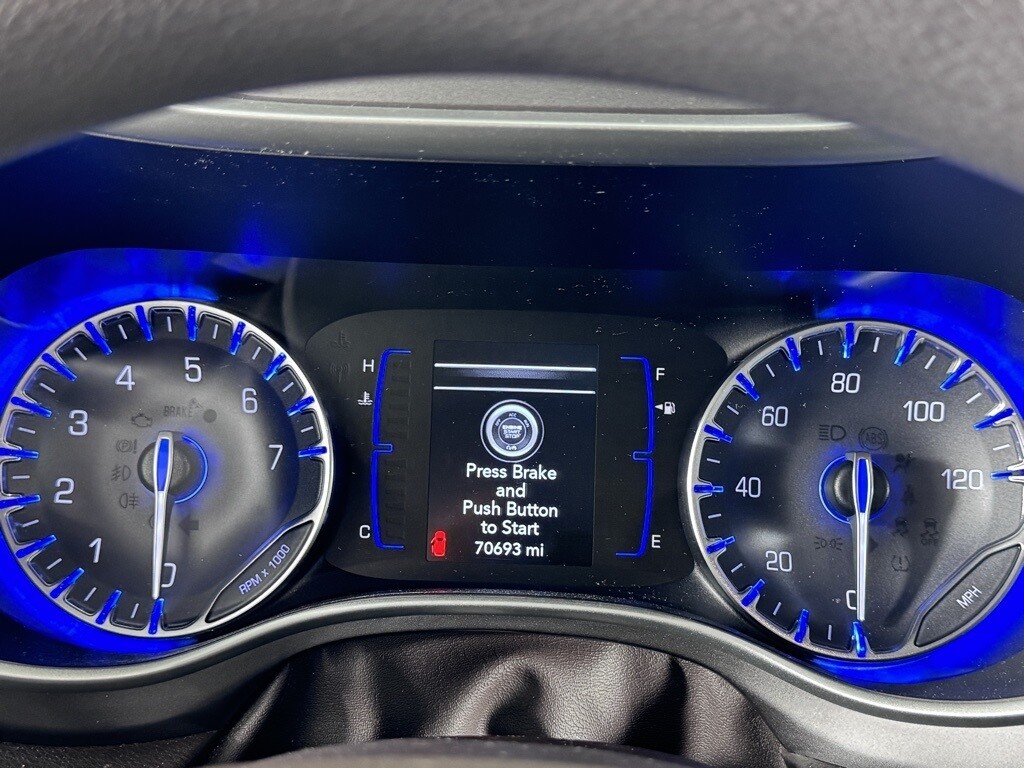 BRAKE
0
1
2
3
4
5
6
7
RPM x 1000
H
C
ENGINE
START
STOP
Press Brake
and
Push Button
to Start
70693 mi
F
E
ABS
0
20
40
60
80
100
120
MPH